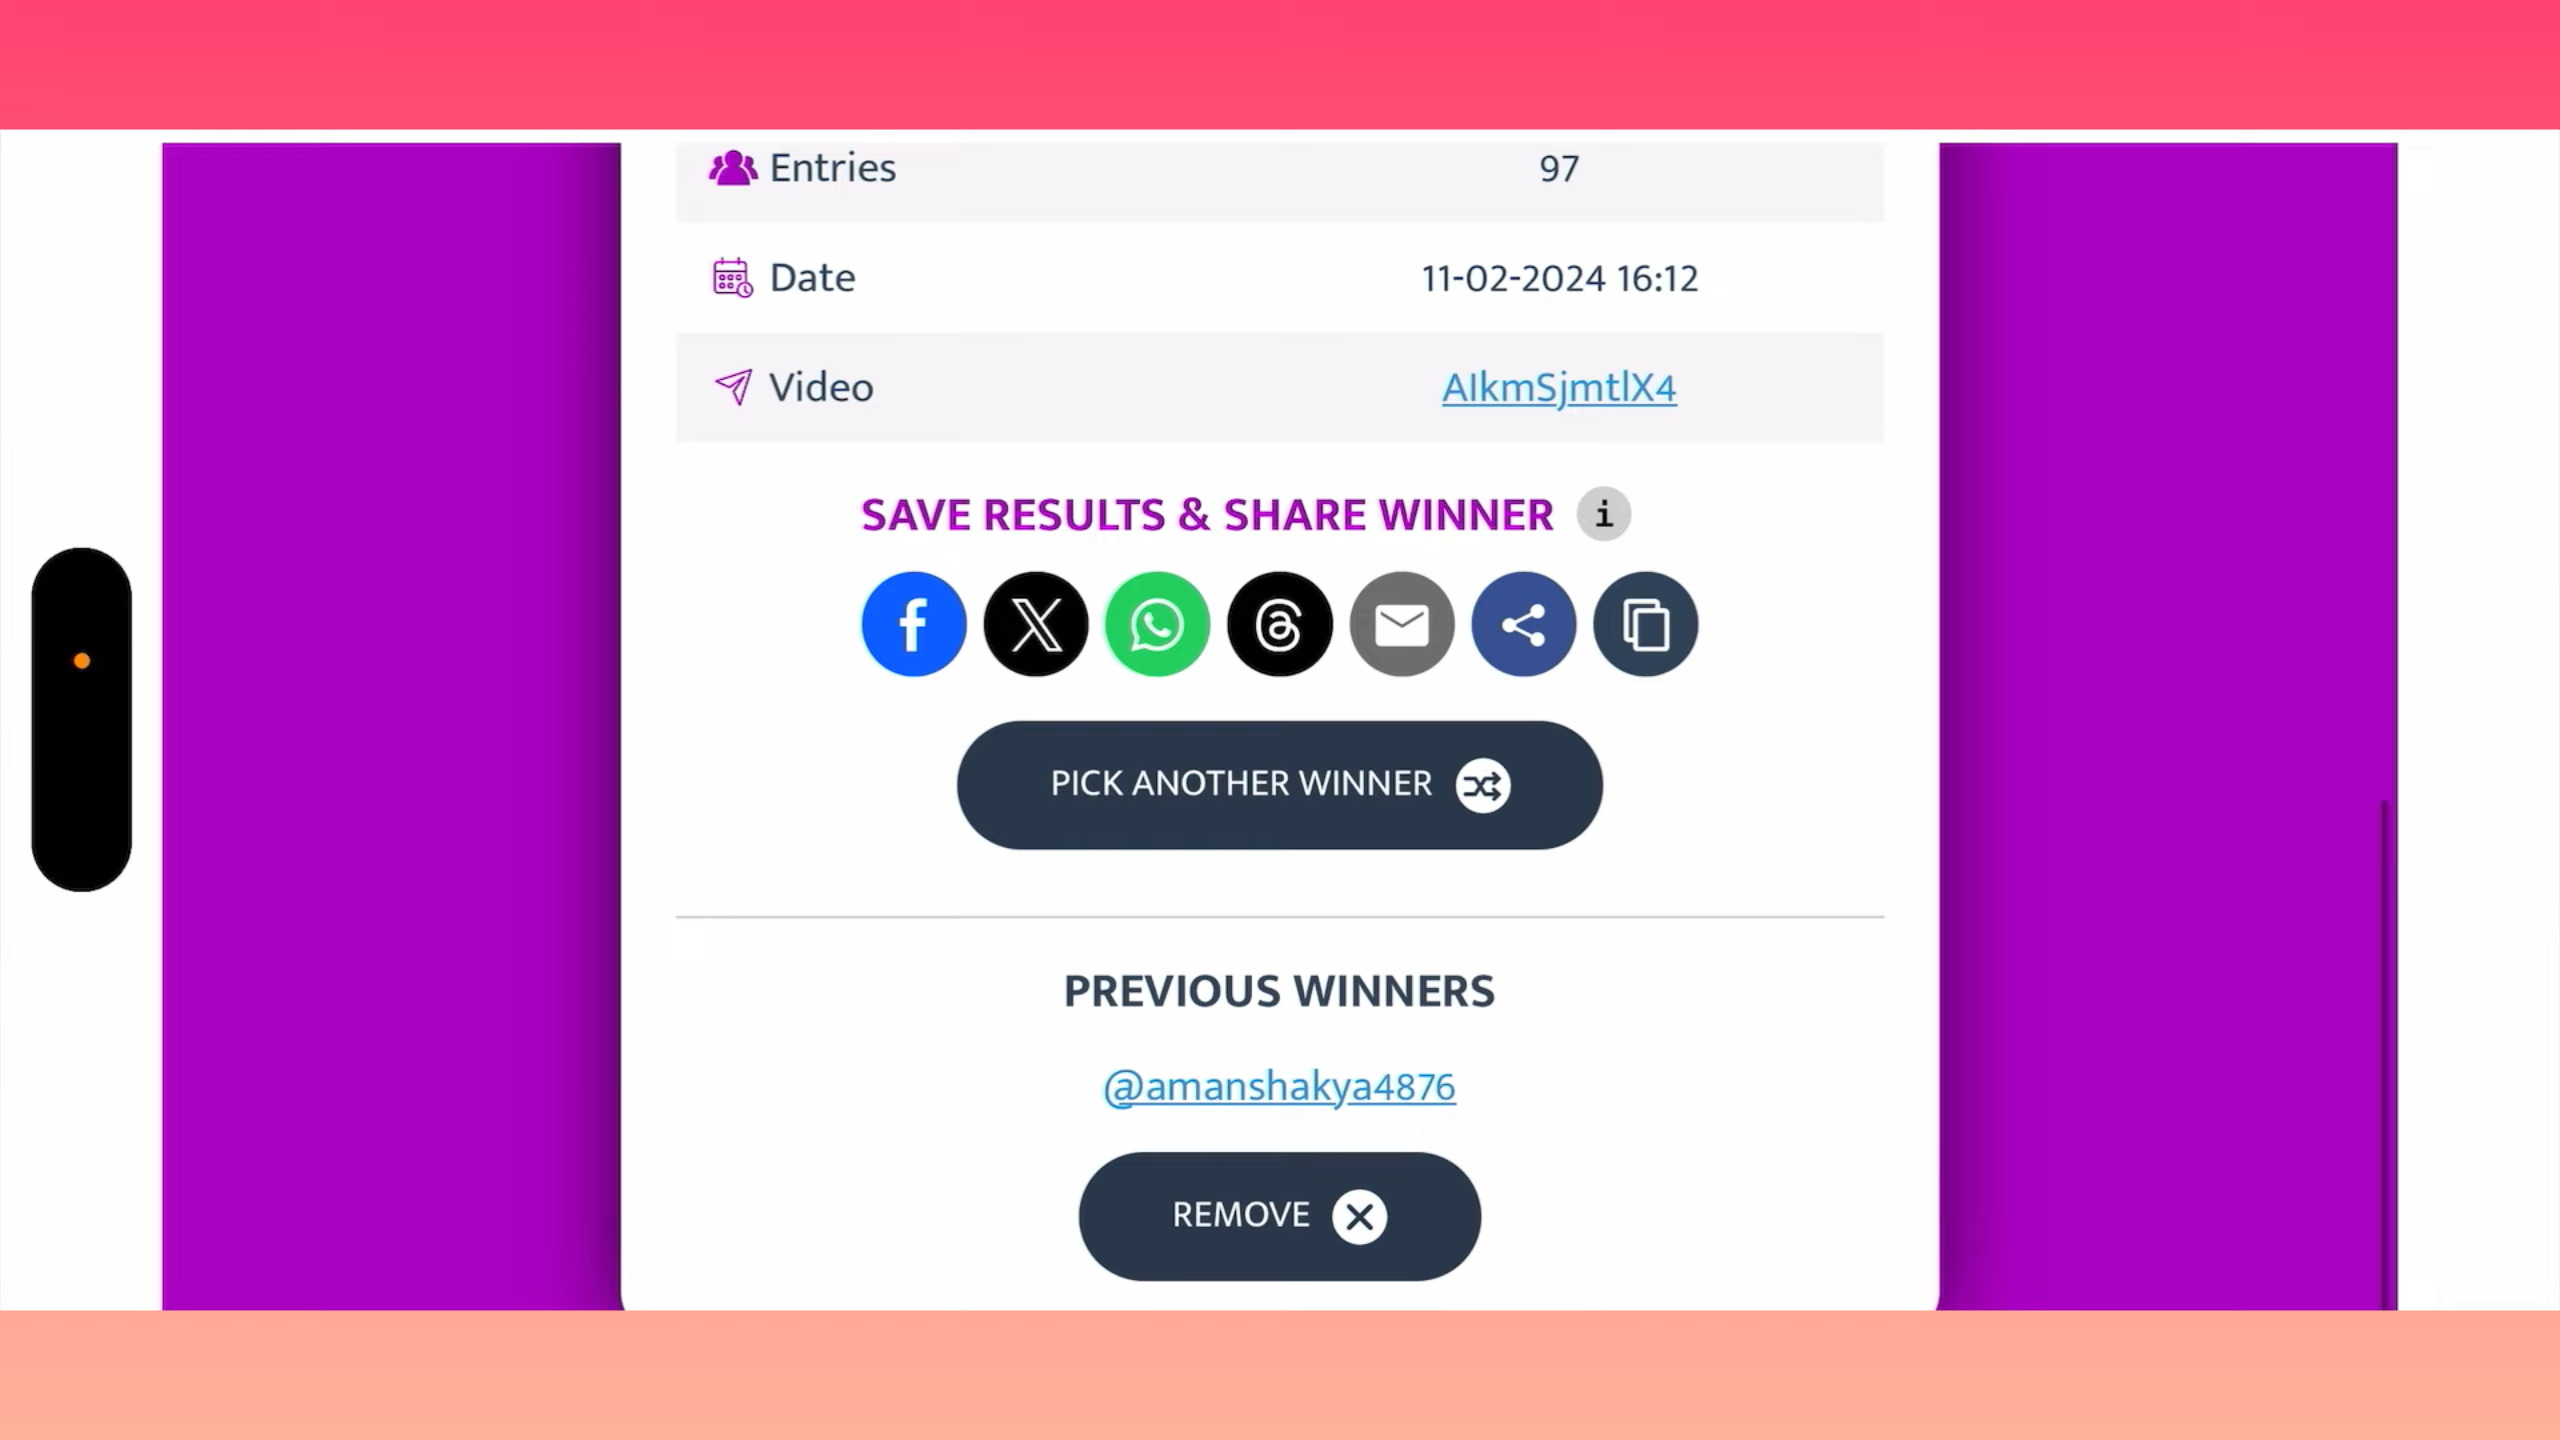 Entries 97
Date 11-02-2024 16:12
Video AIkmSjmtlX4
SAVE RESULTS & SHARE WINNER i
PICK ANOTHER WINNER
PREVIOUS WINNERS
@amanshakya4876
REMOVE